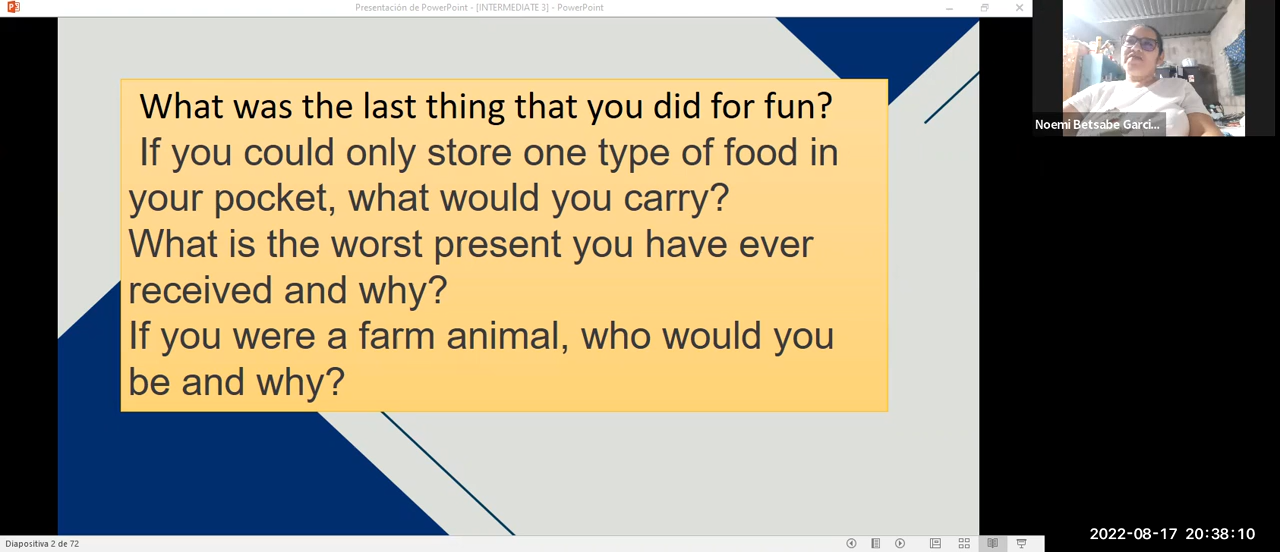 Presentación de PowerPoint - [INTERMEDIATE 3] - PowerPoint
What was the last thing that you did for fun?
If you could only store one type of food in
your pocket, what would you carry?
What is the worst present you have ever
received and why?
If you were a farm animal, who would you
be and why?
Noemi Betsabe Garci...
Diapositiva 2 de 72
2022-08-17 20:38:10